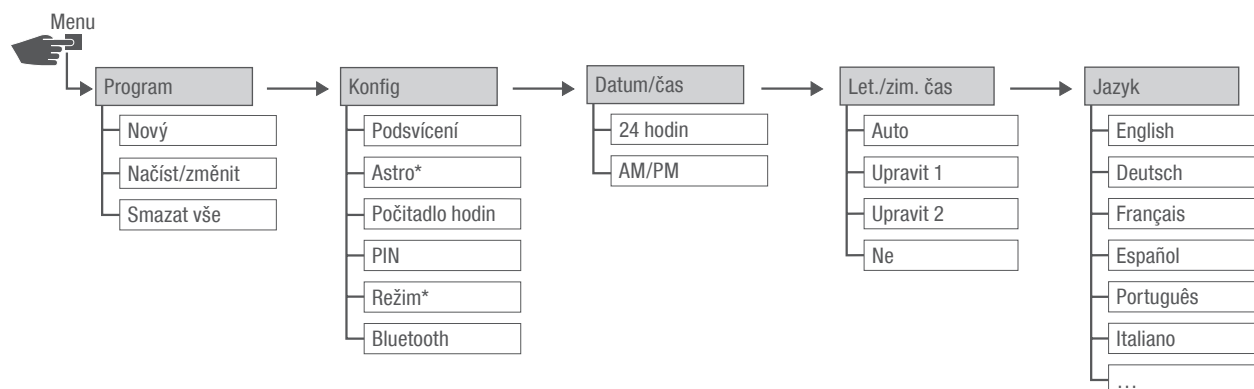 Menu
Program
Nový
Načíst/změnit
Smazat vše
Konfig
Podsvícení
Astro*
Počitadlo hodin
PIN
Režim*
Bluetooth
Datum/čas
24 hodin
AM/PM
Let./zim. čas
Auto
Upravit 1
Upravit 2
Ne
Jazyk
English
Deutsch
Français
Español
Português
Italiano
…